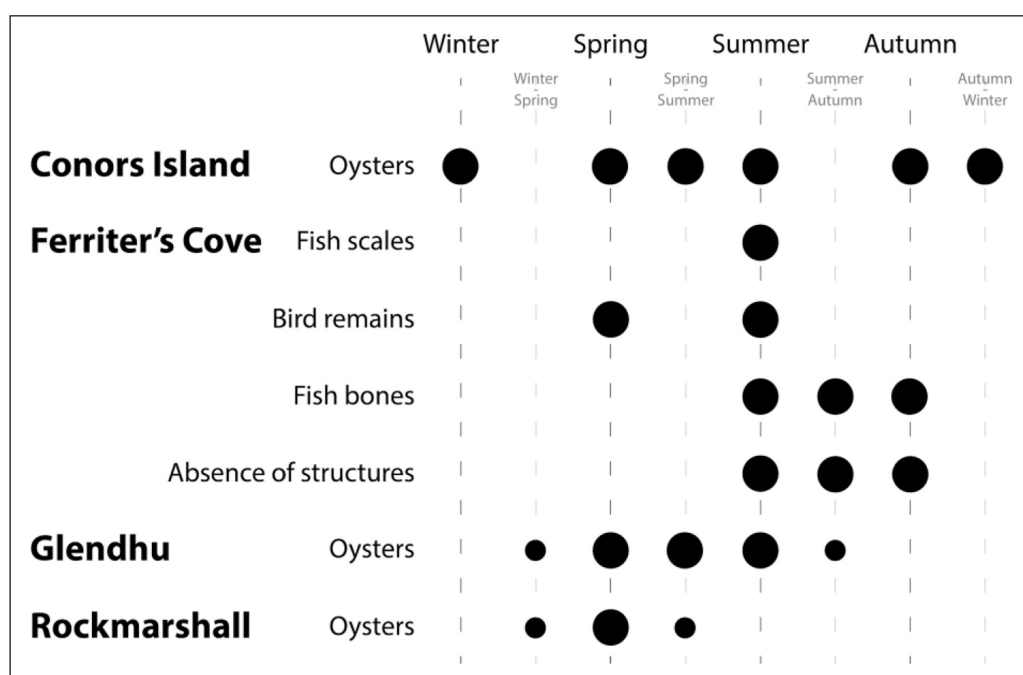 Winter Spring Summer Autumn
Winter Spring Summer Autumn
- - - -
Spring Summer Autumn Winter
Conors Island Oysters
Ferriter's Cove Fish scales
Bird remains
Fish bones
Absence of structures
Glendhu Oysters
Rockmarshall Oysters